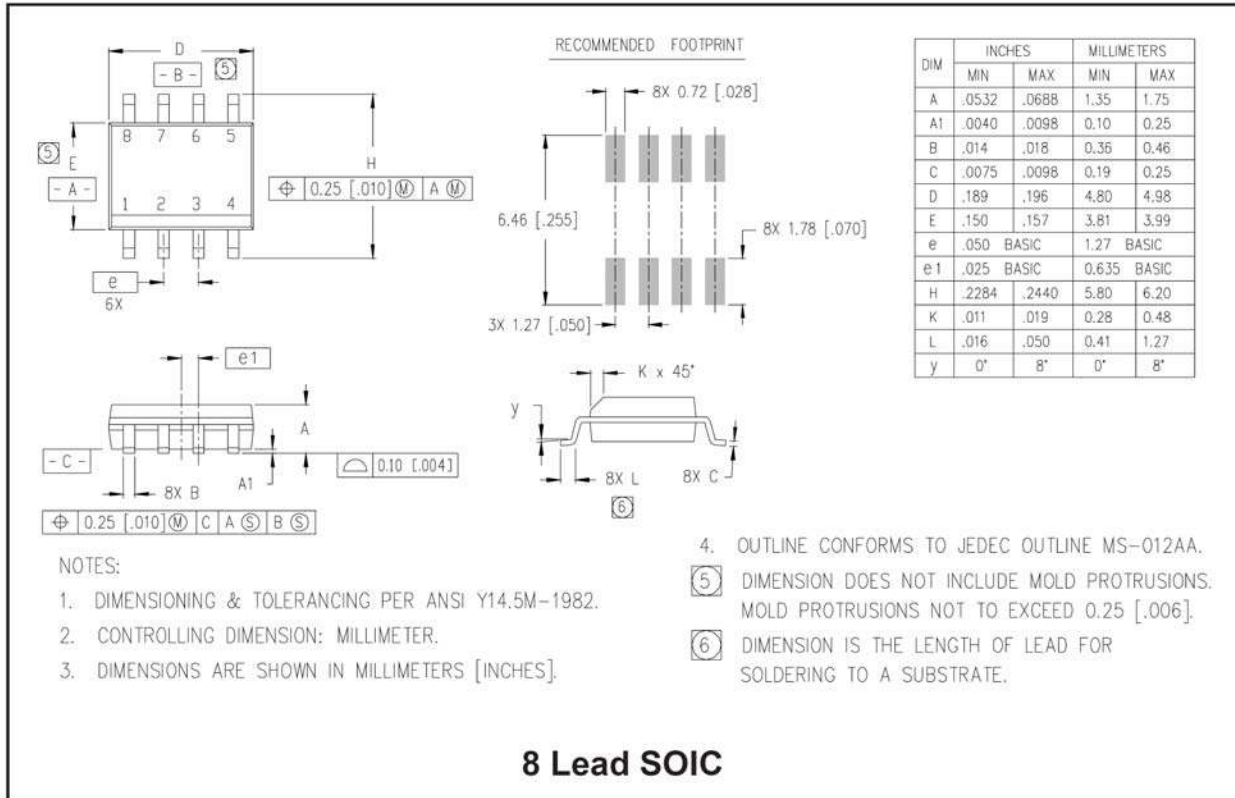 D
- B -
5
8 7 6 5
5
E
- A -
H
⌖ 0.25 [.010] Ⓜ A Ⓜ
1 2 3 4
e
6X
RECOMMENDED FOOTPRINT
8X 0.72 [.028]
6.46 [.255]
8X 1.78 [.070]
3X 1.27 [.050]
DIM INCHES MILLIMETERS
MIN MAX MIN MAX
A .0532 .0688 1.35 1.75
A1 .0040 .0098 0.10 0.25
B .014 .018 0.36 0.46
C .0075 .0098 0.19 0.25
D .189 .196 4.80 4.98
E .150 .157 3.81 3.99
e .050 BASIC 1.27 BASIC
e1 .025 BASIC 0.635 BASIC
H .2284 .2440 5.80 6.20
K .011 .019 0.28 0.48
L .016 .050 0.41 1.27
y 0° 8° 0° 8°
e1
A
- C -
8X B
A1
⌓ 0.10 [.004]
⌖ 0.25 [.010] Ⓜ C A Ⓢ B Ⓢ
K x 45°
y
8X L
6
8X C
NOTES:
1. DIMENSIONING & TOLERANCING PER ANSI Y14.5M-1982.
2. CONTROLLING DIMENSION: MILLIMETER.
3. DIMENSIONS ARE SHOWN IN MILLIMETERS [INCHES].
4. OUTLINE CONFORMS TO JEDEC OUTLINE MS-012AA.
5 DIMENSION DOES NOT INCLUDE MOLD PROTRUSIONS.
MOLD PROTRUSIONS NOT TO EXCEED 0.25 [.006].
6 DIMENSION IS THE LENGTH OF LEAD FOR
SOLDERING TO A SUBSTRATE.
8 Lead SOIC